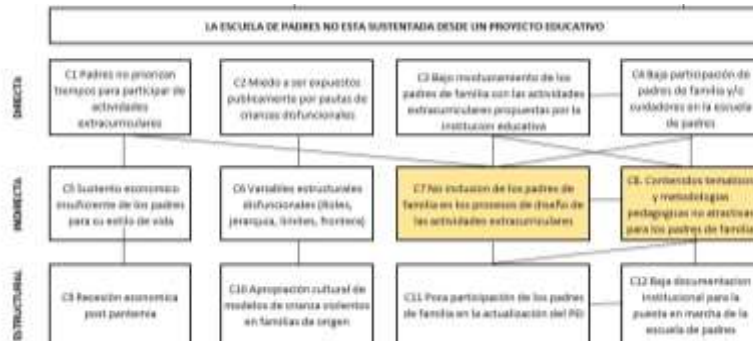 LA ESCUELA DE PADRES NO ESTA SUSTENTADA DESDE UN PROYECTO EDUCATIVO
DIRECTA
C1 Padres no priorizan
tiempos para participar de
actividades
extracurriculares
C2 Miedo a ser expuestos
publicamente por pautas de
crianzas disfuncionales
C3 Bajo involucramiento de los
padres de familia con las actividades
extracurriculares propuestas por la
institucion educativa
C4 Baja participación de
padres de familia y/o
cuidadores en la escuela
de padres
INDIRECTA
C5 Sustento economico
insuficiente de los padres
para su estilo de vida
C6 Variables estructurales
disfuncionales (Roles,
jerarquia, limites, frontera)
C7 No inclusion de los padres de
familia en los procesos de diseño de
las actividades extracurriculares
C8. Contenidos tematicos
y metodologias
pedagogicas no atractivas
para los padres de familia
ESTRUCTURAL
C9 Recesión economica
post pantemia
C10 Apropiación cultural de
modelos de crianza violentos
en familias de origen
C11 Poca participación de los padres
de familia en la actualización del PEI
C12 Baja documentacion
institucional para la
puesta en marcha de la
escuela de padres